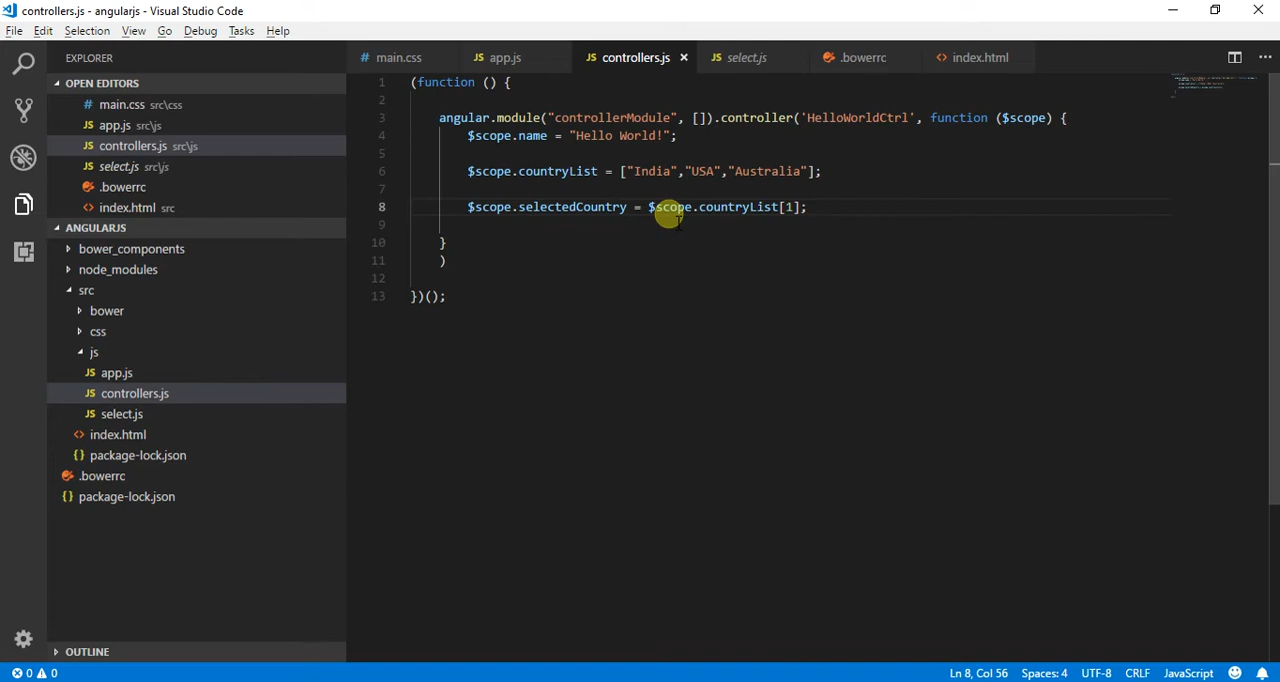 controllers.js - angularjs - Visual Studio Code
File Edit Selection View Go Debug Tasks Help
EXPLORER
main.css app.js controllers.js × select.js .bowerrc <> index.html
OPEN EDITORS
main.css src\css
app.js src\js
controllers.js src\js
select.js src\js
.bowerrc
index.html src
ANGULARJS
bower_components
node_modules
src
bower
css
js
app.js
controllers.js
select.js
index.html
package-lock.json
.bowerrc
package-lock.json
OUTLINE
1 (function () {
2
3 angular.module("controllerModule", []).controller('HelloWorldCtrl', function ($scope) {
4 $scope.name = "Hello World!";
5
6 $scope.countryList = ["India","USA","Australia"];
7
8 $scope.selectedCountry = $scope.countryList[1];
9
10 }
11 )
12
13 })();
0 0 Ln 8, Col 56 Spaces: 4 UTF-8 CRLF JavaScript